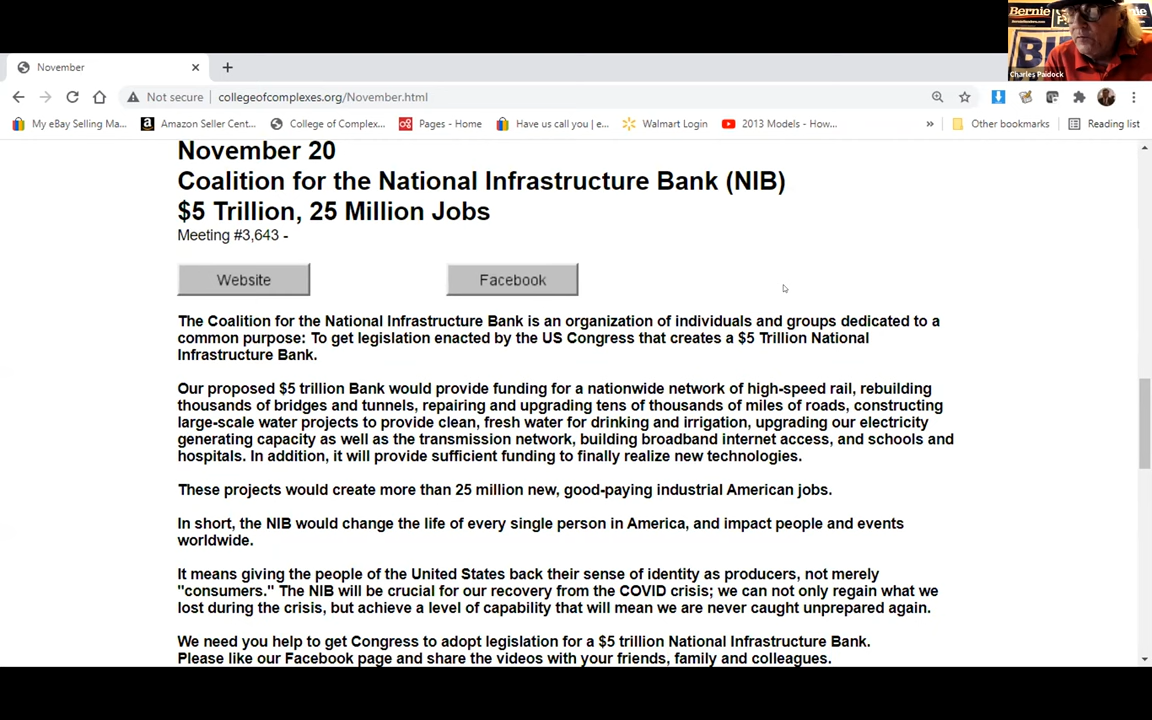 November
Not secure
collegeofcomplexes.org/November.html
My eBay Selling Ma...
Amazon Seller Cent...
College of Complex...
Pages - Home
Have us call you | e...
Walmart Login
2013 Models - How...
»
Other bookmarks
Reading list
Bernie
Charles Paidock
November 20
Coalition for the National Infrastructure Bank (NIB)
$5 Trillion, 25 Million Jobs
Meeting #3,643 -
Website
Facebook
The Coalition for the National Infrastructure Bank is an organization of individuals and groups dedicated to a
common purpose: To get legislation enacted by the US Congress that creates a $5 Trillion National
Infrastructure Bank.
Our proposed $5 trillion Bank would provide funding for a nationwide network of high-speed rail, rebuilding
thousands of bridges and tunnels, repairing and upgrading tens of thousands of miles of roads, constructing
large-scale water projects to provide clean, fresh water for drinking and irrigation, upgrading our electricity
generating capacity as well as the transmission network, building broadband internet access, and schools and
hospitals. In addition, it will provide sufficient funding to finally realize new technologies.
These projects would create more than 25 million new, good-paying industrial American jobs.
In short, the NIB would change the life of every single person in America, and impact people and events
worldwide.
It means giving the people of the United States back their sense of identity as producers, not merely
"consumers." The NIB will be crucial for our recovery from the COVID crisis; we can not only regain what we
lost during the crisis, but achieve a level of capability that will mean we are never caught unprepared again.
We need you help to get Congress to adopt legislation for a $5 trillion National Infrastructure Bank.
Please like our Facebook page and share the videos with your friends, family and colleagues.